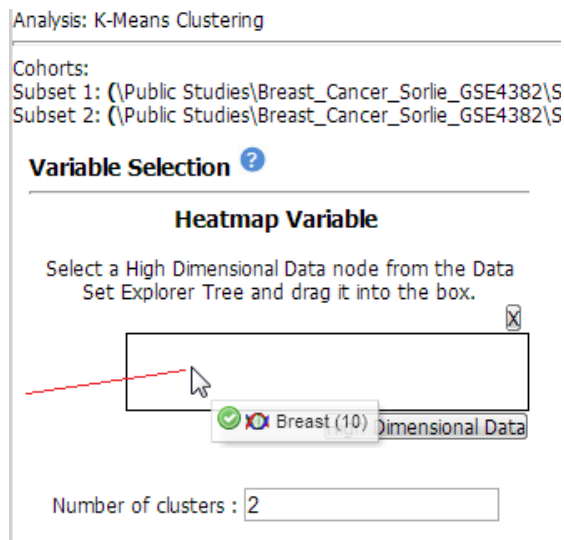 Analysis: K-Means Clustering
Cohorts:
Subset 1: (\Public Studies\Breast_Cancer_Sorlie_GSE4382\S
Subset 2: (\Public Studies\Breast_Cancer_Sorlie_GSE4382\S
Variable Selection ?
Heatmap Variable
Select a High Dimensional Data node from the Data
Set Explorer Tree and drag it into the box.
X
Breast (10)
High Dimensional Data
Number of clusters : 2